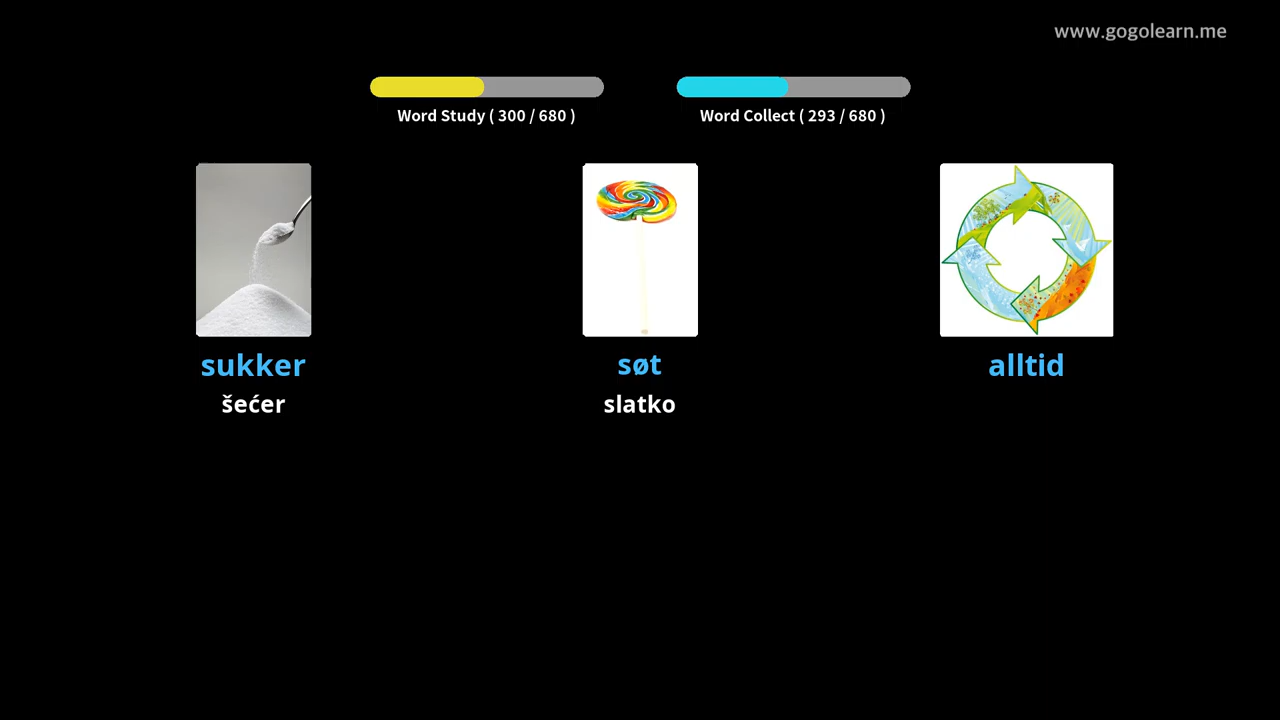 www.gogolearn.me
Word Study ( 300 / 680 )
Word Collect ( 293 / 680 )
sukker
søt
alltid
šećer
slatko